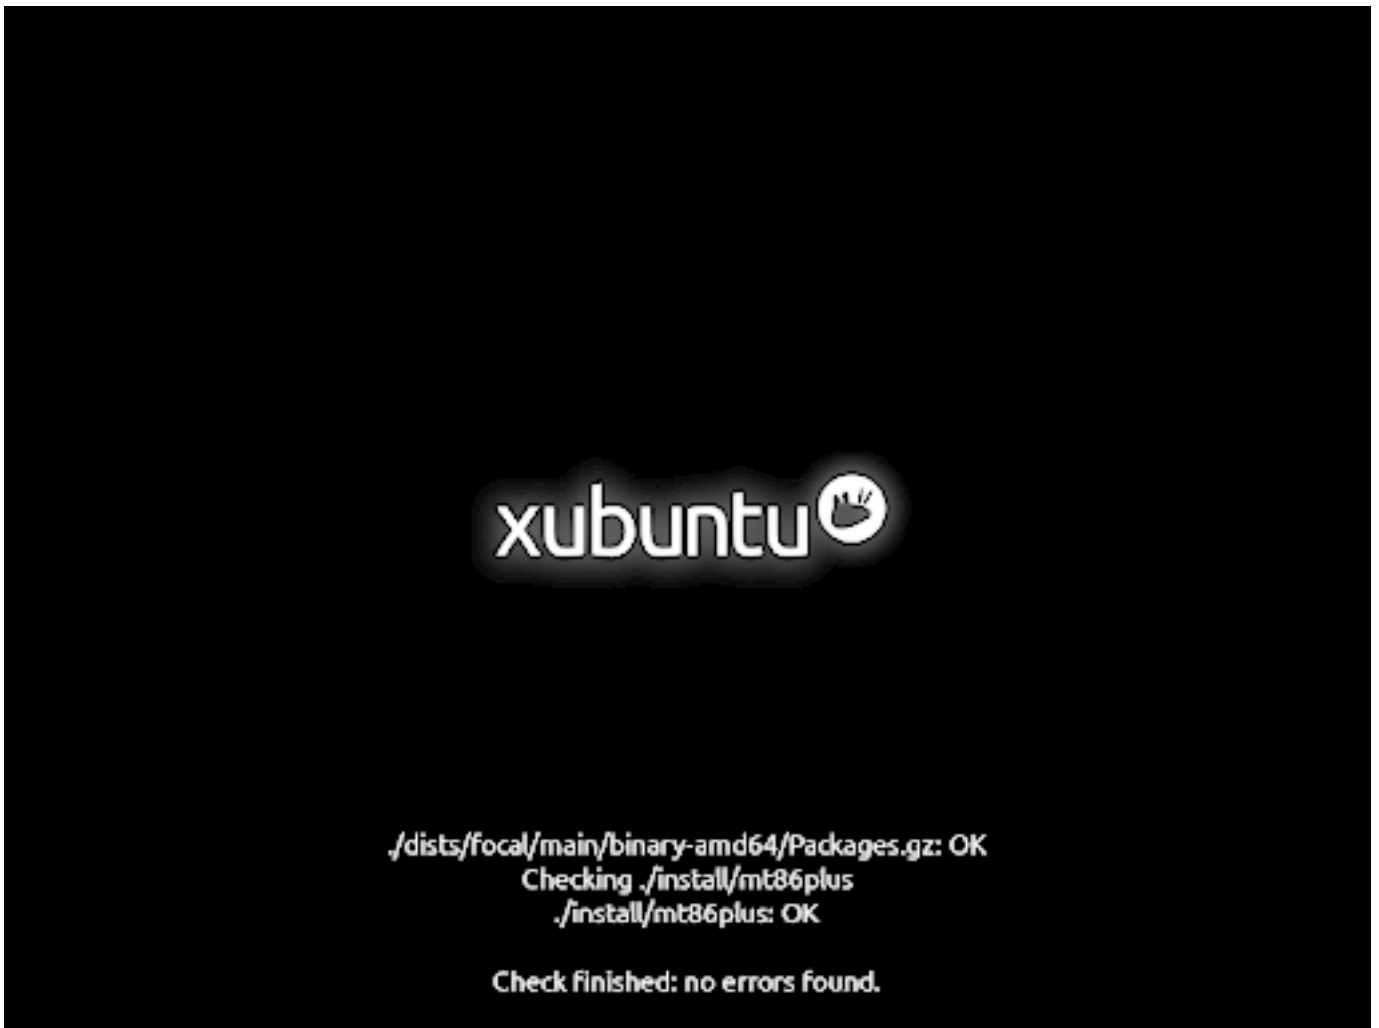 xubuntu
./dists/focal/main/binary-amd64/Packages.gz: OK
Checking ./install/mt86plus
./install/mt86plus: OK
Check finished: no errors found.